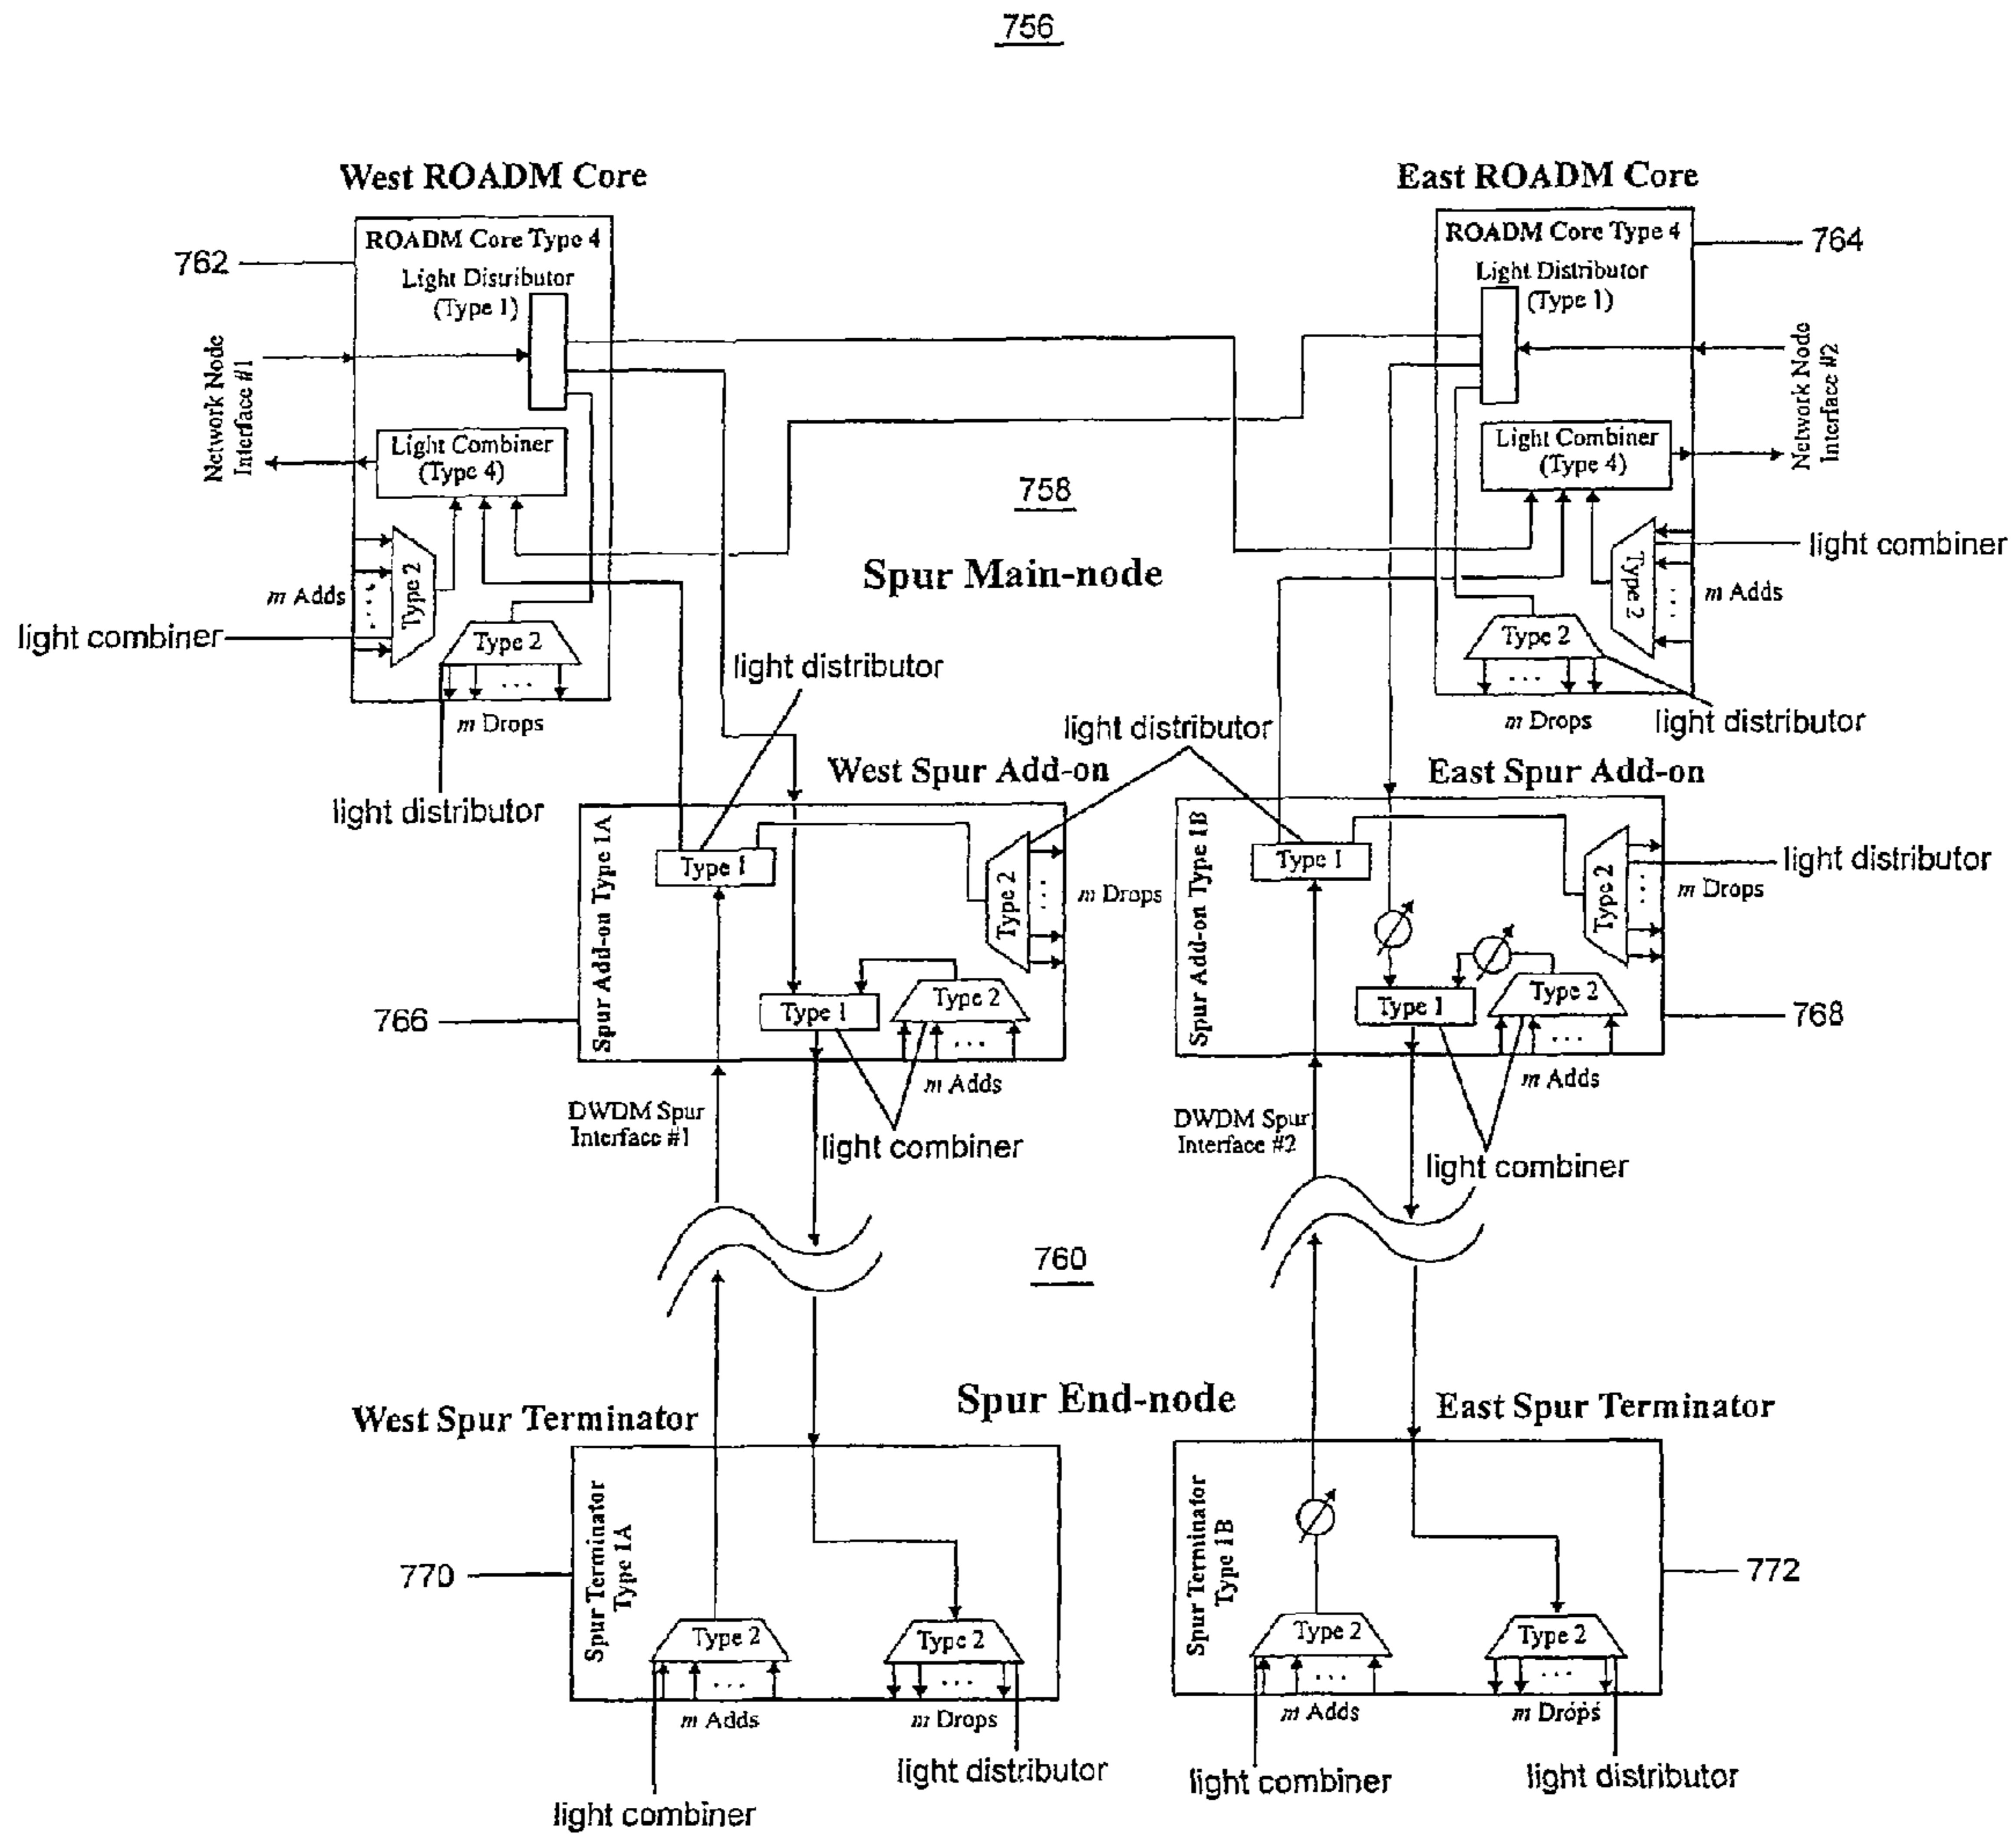 756
West ROADM Core
East ROADM Core
ROADM Core Type 4
Light Distributor
(Type 1)
762
Network Node
Interface #1
Light Combiner
(Type 4)
m Adds
Type 2
light combiner
Type 2
m Drops
light distributor
ROADM Core Type 4
Light Distributor
(Type 1)
764
Network Node
Interface #2
Light Combiner
(Type 4)
Type 2
light combiner
m Adds
Type 2
m Drops
light distributor
758
Spur Main-node
light distributor
light distributor
West Spur Add-on
East Spur Add-on
Spur Add-on Type 1A
Type 1
Type 2
m Drops
766
Type 1
Type 2
m Adds
DWDM Spur
Interface #1
light combiner
Spur Add-on Type 1B
Type 1
Type 2
light distributor
m Drops
Type 1
Type 2
768
m Adds
DWDM Spur
Interface #2
light combiner
760
Spur End-node
West Spur Terminator
East Spur Terminator
Spur Terminator
Type 1A
770
Type 2
Type 2
... 
m Adds
m Drops
light distributor
light combiner
Spur Terminator
Type 1B
772
Type 2
Type 2
m Adds
m Drops
light combiner
light distributor